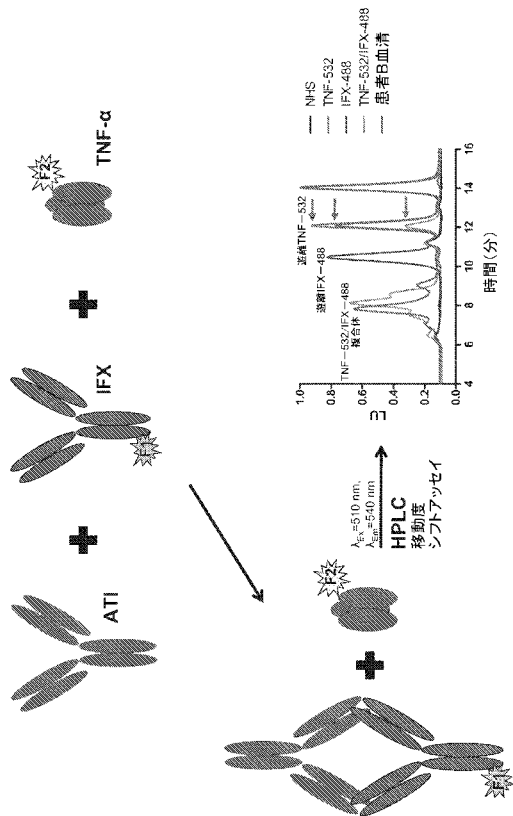 ATI
IFX
F1
TNF-α
F2
F1
F2
λEx=510 nm,
λEm=540 nm
HPLC
移動度
シフトアッセイ
LU
1.0
0.8
0.6
0.4
0.2
0.0
4
6
8
10
12
14
16
時間(分)
TNF-532/IFX-488
複合体
遊離IFX-488
遊離TNF-532
NHS
TNF-532
IFX-488
TNF-532/IFX-488
患者B血清